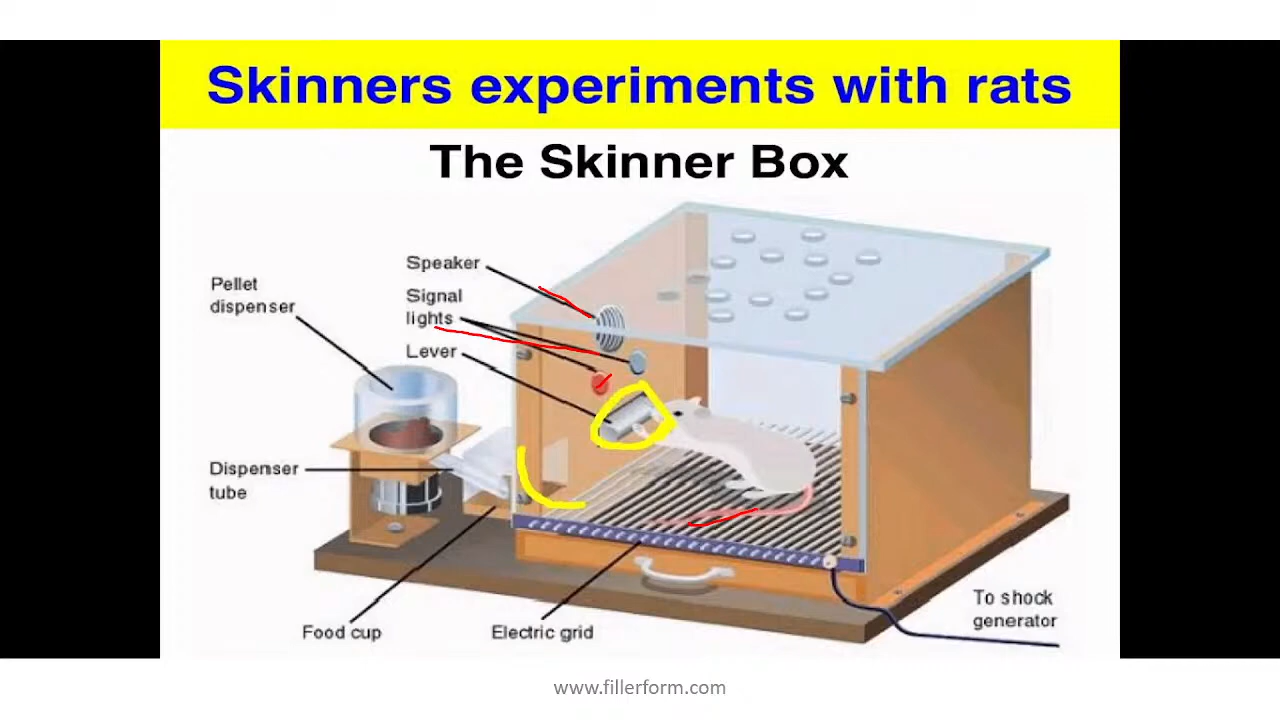 Skinners experiments with rats
The Skinner Box
Speaker
Signal
lights
Lever
Pellet
dispenser
Dispenser
tube
Food cup
Electric grid
To shock
generator
www.fillerform.com